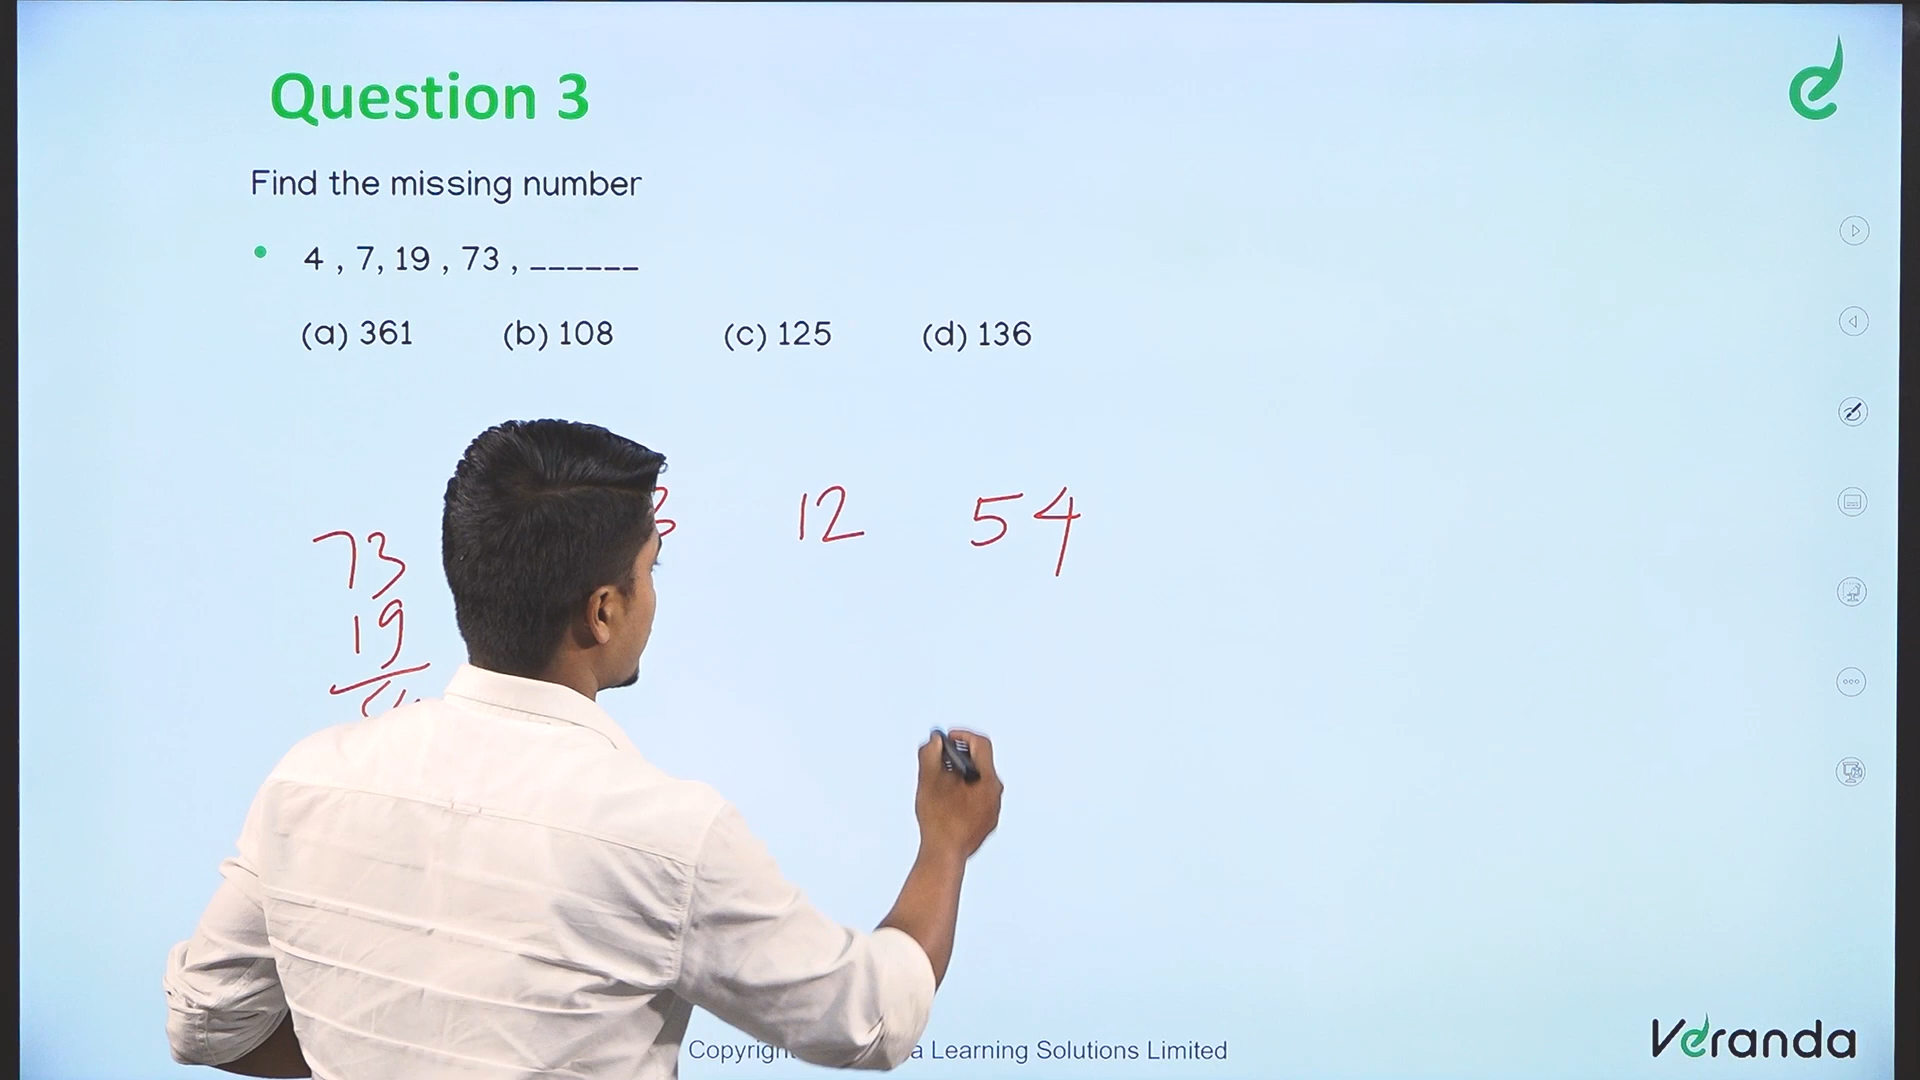 Question 3
Find the missing number
4 , 7, 19 , 73 , ______
(a) 361 (b) 108 (c) 125 (d) 136
3 12 54
73
19
Learning Solutions Limited
Veranda